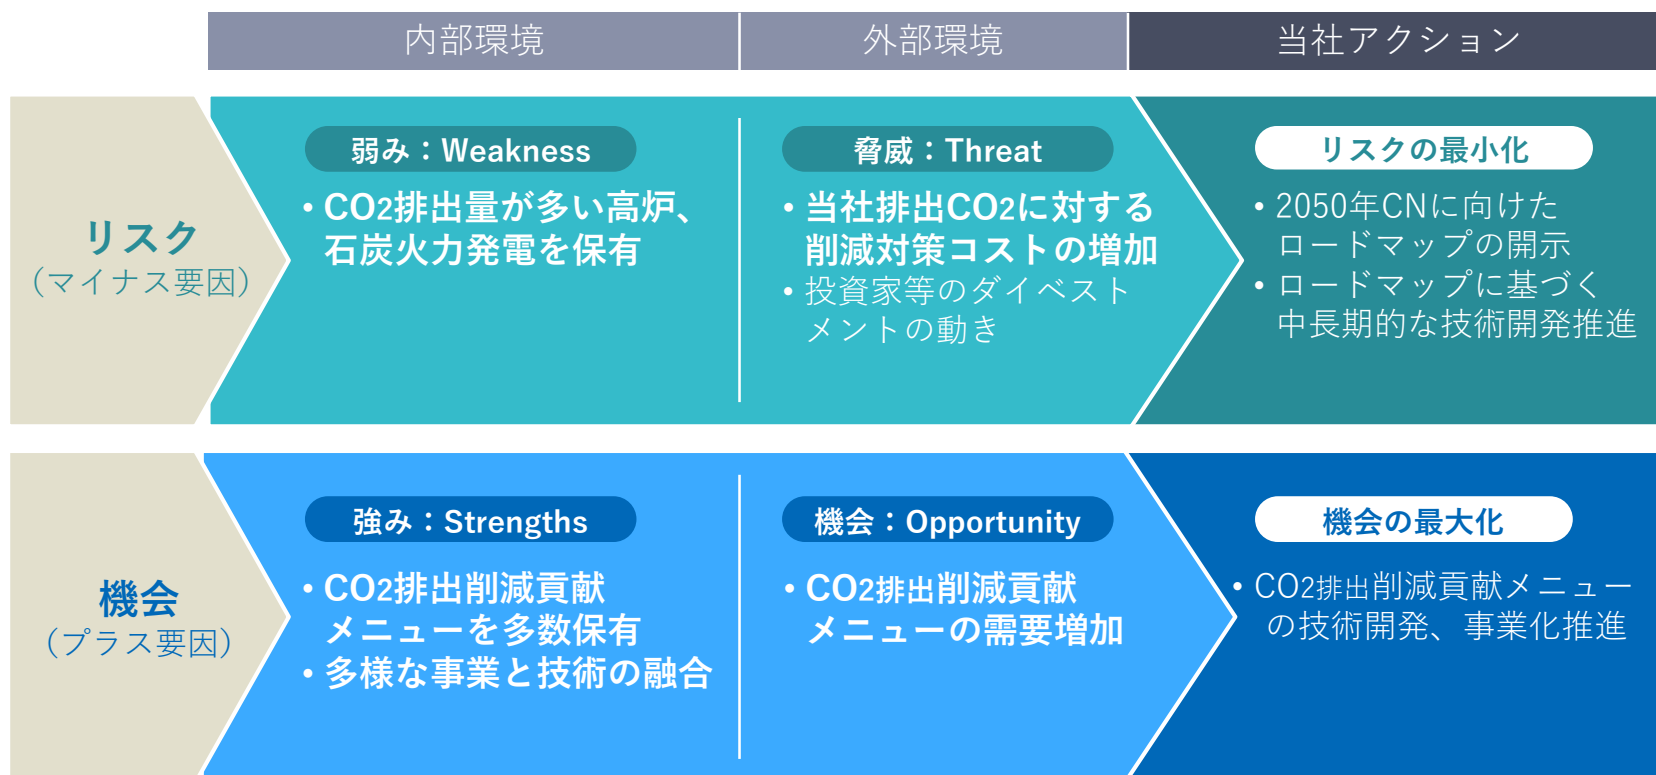 内部環境
外部環境
当社アクション
リスク
（マイナス要因）
弱み：Weakness
・CO2排出量が多い高炉、
石炭火力発電を保有
脅威：Threat
・当社排出CO2に対する
削減対策コストの増加
・投資家等のダイベスト
メントの動き
リスクの最小化
・2050年CNに向けた
ロードマップの開示
・ロードマップに基づく
中長期的な技術開発推進
機会
（プラス要因）
強み：Strengths
・CO2排出削減貢献
メニューを多数保有
・多様な事業と技術の融合
機会：Opportunity
・CO2排出削減貢献
メニューの需要増加
機会の最大化
・CO2排出削減貢献メニュー
の技術開発、事業化推進